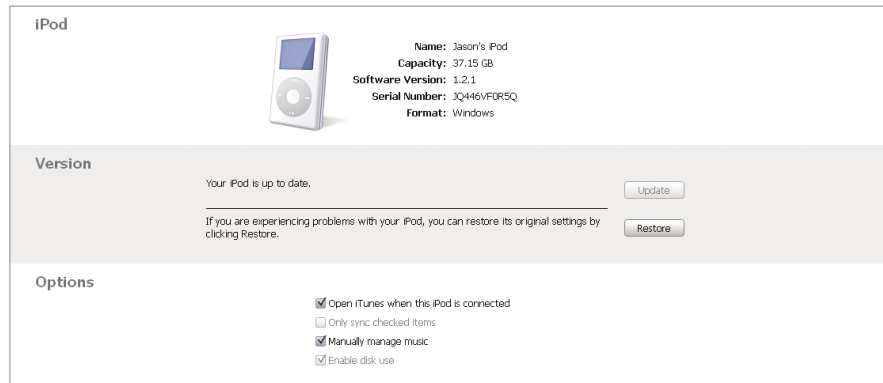 iPod
Name: Jason's iPod
Capacity: 37.15 GB
Software Version: 1.2.1
Serial Number: JQ446VF0R5Q
Format: Windows
Version
Your iPod is up to date.
Update
If you are experiencing problems with your iPod, you can restore its original settings by
clicking Restore.
Restore
Options
Open iTunes when this iPod is connected
Only sync checked items
Manually manage music
Enable disk use